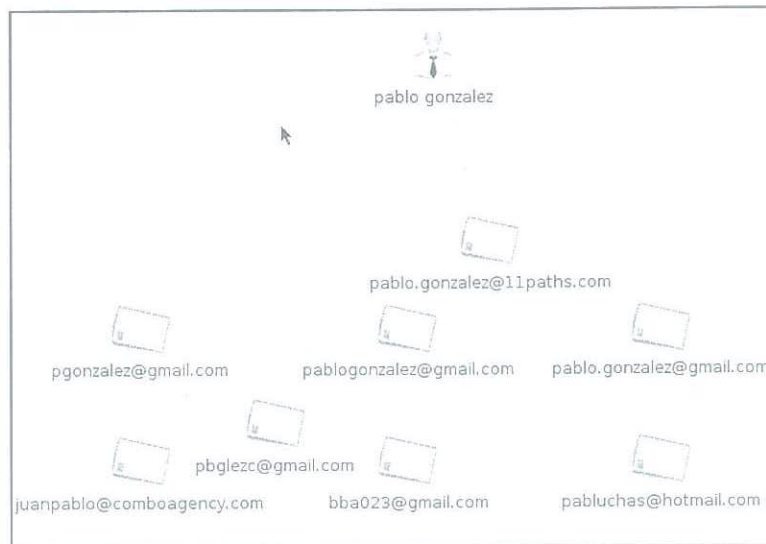 pablo gonzalez
pablo.gonzalez@11paths.com
pgonzalez@gmail.com
pablogonzalez@gmail.com
pablo.gonzalez@gmail.com
pbglezc@gmail.com
juanpablo@comboagency.com
bba023@gmail.com
pabluchas@hotmail.com